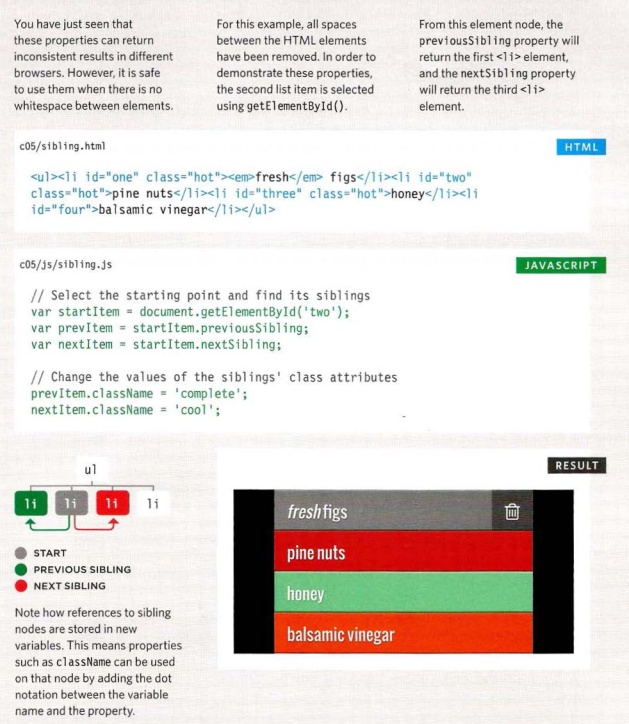 You have just seen that
these properties can return
inconsistent results in different
browsers. However, it is safe
to use them when there is no
whitespace between elements.
For this example, all spaces
between the HTML elements
have been removed. In order to
demonstrate these properties,
the second list item is selected
using getElementById().
From this element node, the
previousSibling property will
return the first <li> element,
and the nextSibling property
will return the third <li>
element.
c05/sibling.html
HTML
<ul><li id="one" class="hot"><em>fresh</em> figs</li><li id="two"
class="hot">pine nuts</li><li id="three" class="hot">honey</li><li
id="four">balsamic vinegar</li></ul>
c05/js/sibling.js
JAVASCRIPT
// Select the starting point and find its siblings
var startItem = document.getElementById('two');
var prevItem = startItem.previousSibling;
var nextItem = startItem.nextSibling;
// Change the values of the siblings' class attributes
prevItem.className = 'complete';
nextItem.className = 'cool';
ul
li li li li
START
PREVIOUS SIBLING
NEXT SIBLING
Note how references to sibling
nodes are stored in new
variables. This means properties
such as className can be used
on that node by adding the dot
notation between the variable
name and the property.
RESULT
fresh figs
pine nuts
honey
balsamic vinegar